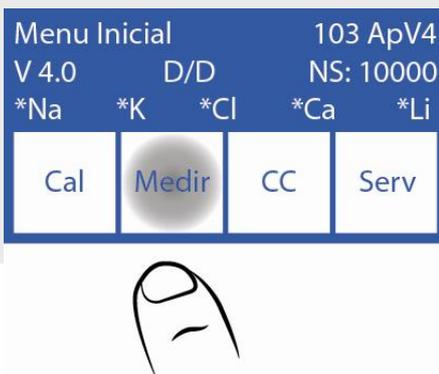 Menu Inicial 103 ApV4
V 4.0 D/D NS: 10000
*Na *K *Cl *Ca *Li
Cal Medir CC Serv